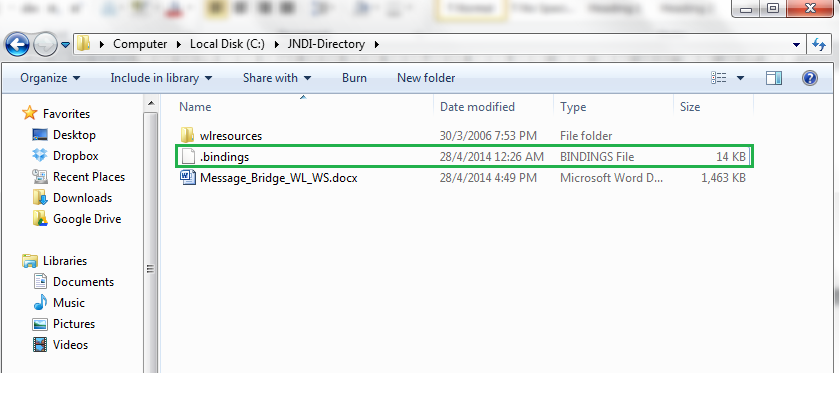 Computer Local Disk (C:) JNDI-Directory
Organize Include in library Share with Burn New folder
Favorites
Desktop
Dropbox
Recent Places
Downloads
Google Drive
Libraries
Documents
Music
Pictures
Videos
Name Date modified Type Size
wlresources 30/3/2006 7:53 PM File folder
.bindings 28/4/2014 12:26 AM BINDINGS File 14 KB
Message_Bridge_WL_WS.docx 28/4/2014 4:49 PM Microsoft Word D... 1,463 KB